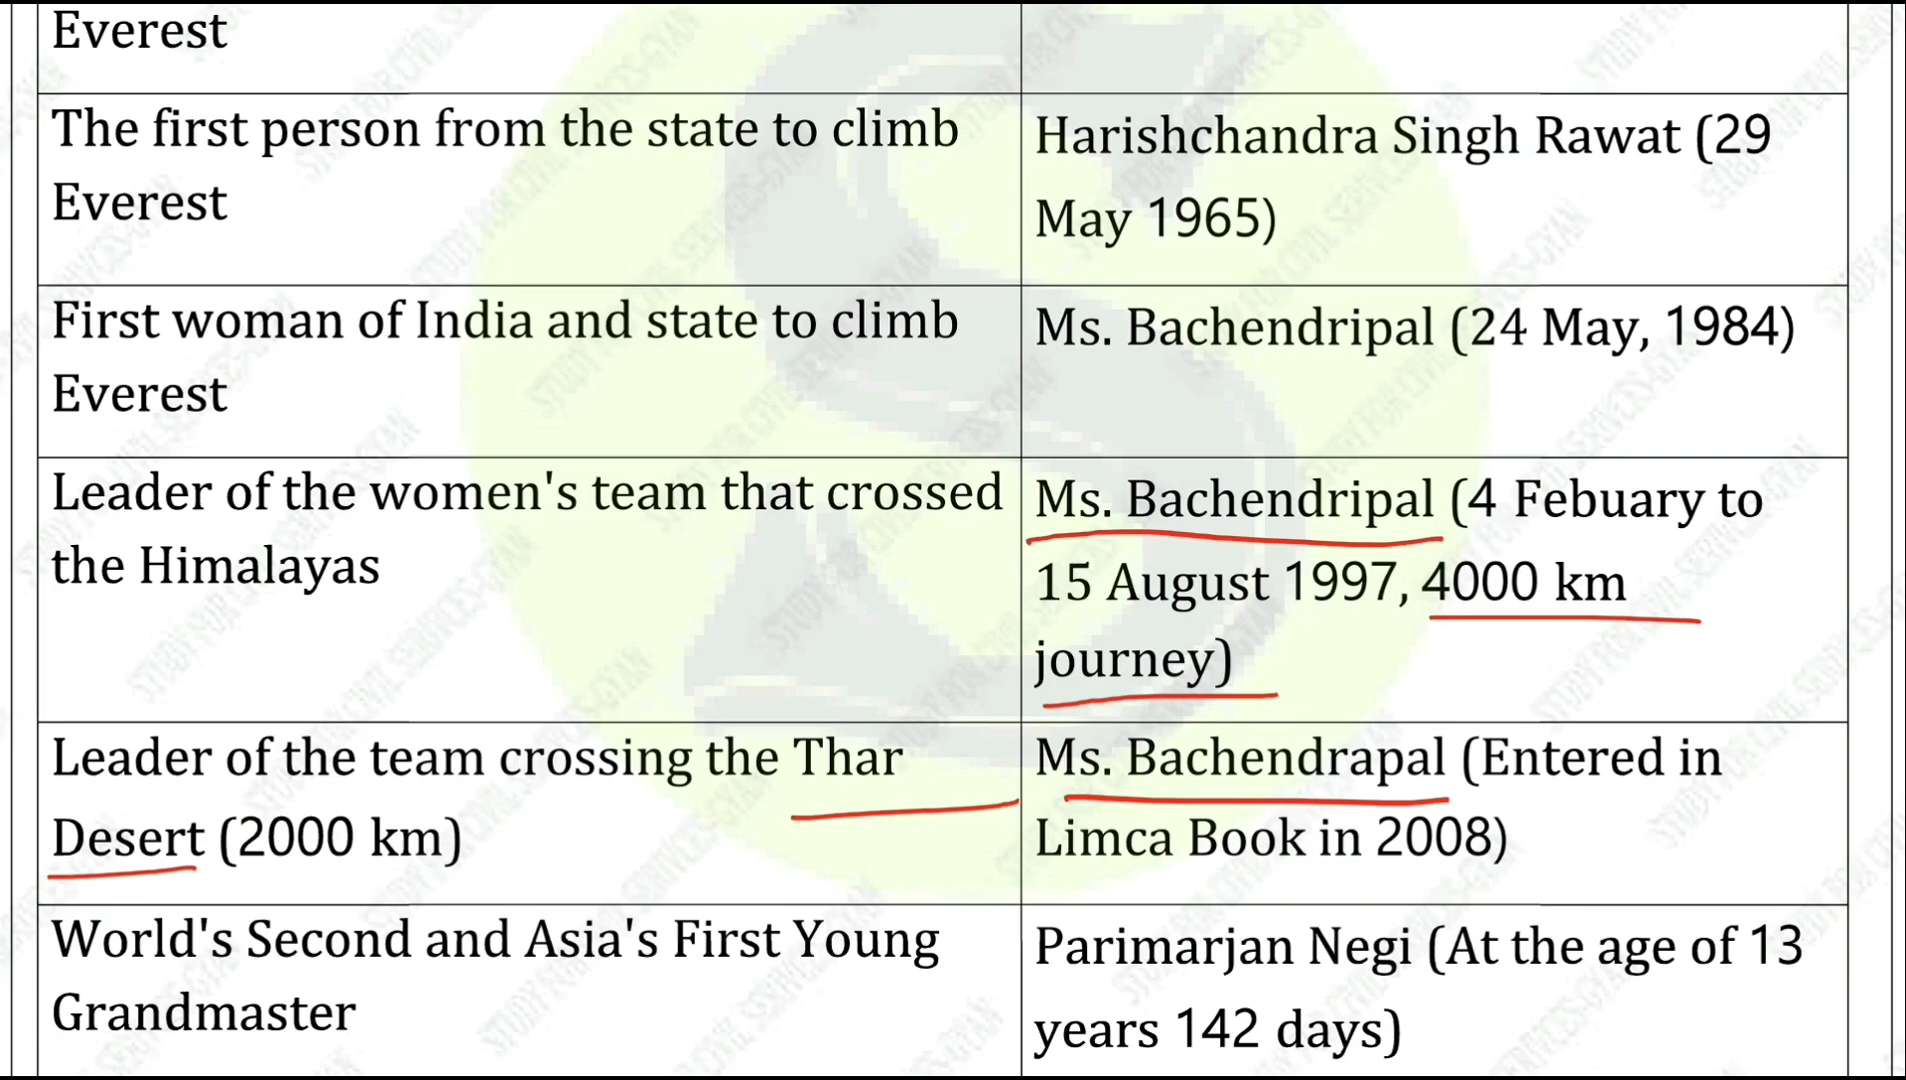 Everest
The first person from the state to climb
Everest
Harishchandra Singh Rawat (29
May 1965)
First woman of India and state to climb
Everest
Ms. Bachendripal (24 May, 1984)
Leader of the women's team that crossed
the Himalayas
Ms. Bachendripal (4 Febuary to
15 August 1997, 4000 km
journey)
Leader of the team crossing the Thar
Desert (2000 km)
Ms. Bachendrapal (Entered in
Limca Book in 2008)
World's Second and Asia's First Young
Grandmaster
Parimarjan Negi (At the age of 13
years 142 days)